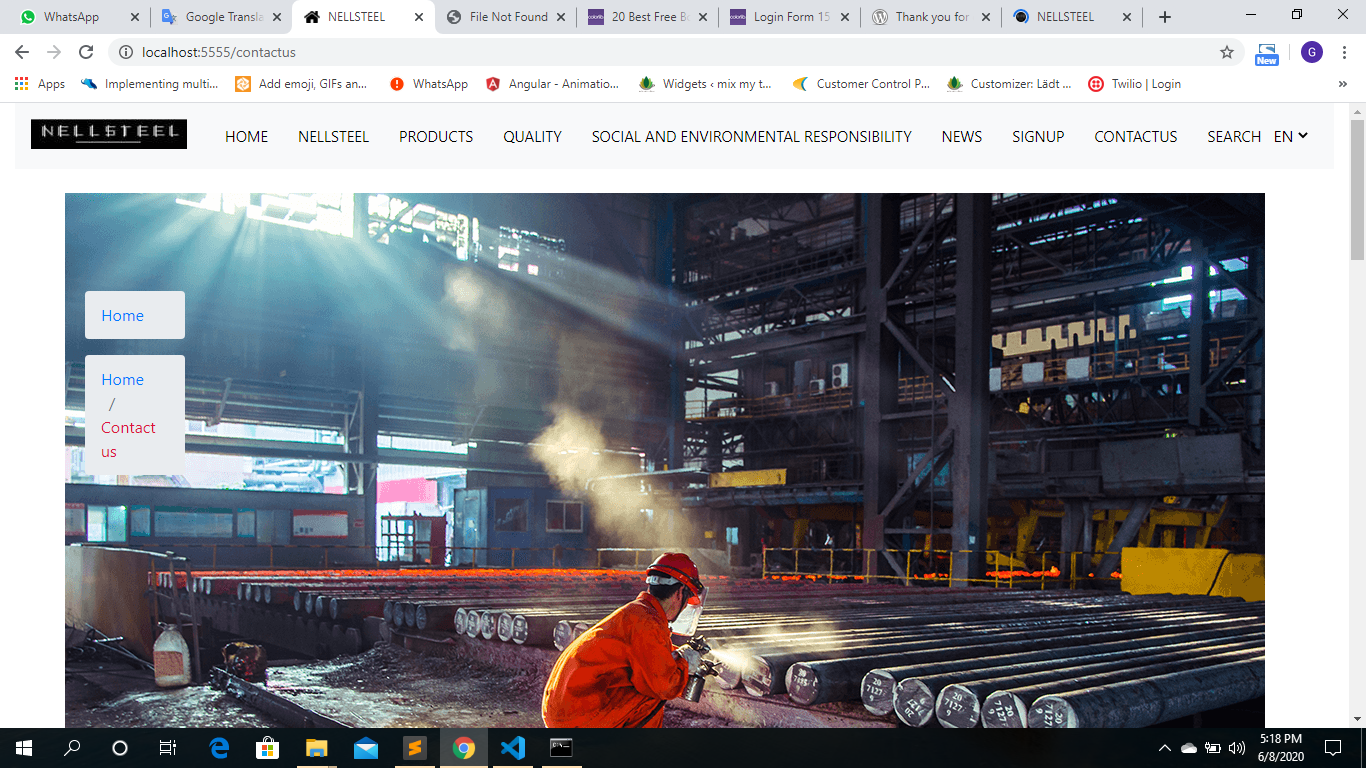 WhatsApp
Google Transla
NELLSTEEL
File Not Found
20 Best Free Bo
Login Form 15
Thank you for
NELLSTEEL
localhost:5555/contactus
G
New
Apps
Implementing multi...
Add emoji, GIFs an...
WhatsApp
Angular - Animatio...
Widgets ‹ mix my t...
Customer Control P...
Customizer: Lädt ...
Twilio | Login
»
NELLSTEEL
HOME
NELLSTEEL
PRODUCTS
QUALITY
SOCIAL AND ENVIRONMENTAL RESPONSIBILITY
NEWS
SIGNUP
CONTACTUS
SEARCH
EN
Home
Home
/
Contact
us
20
7127
5:18 PM
6/8/2020